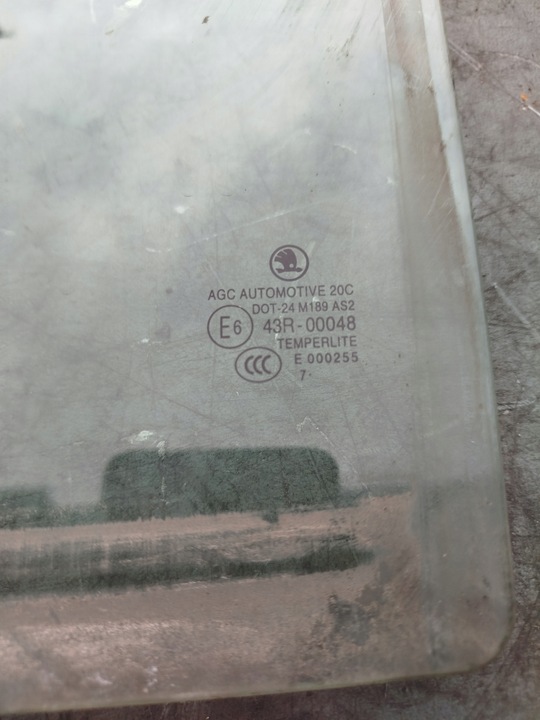 AGC AUTOMOTIVE 20C
DOT-24 M189 AS2
E6 43R-00048
TEMPERLITE
CCC E 000255
7·